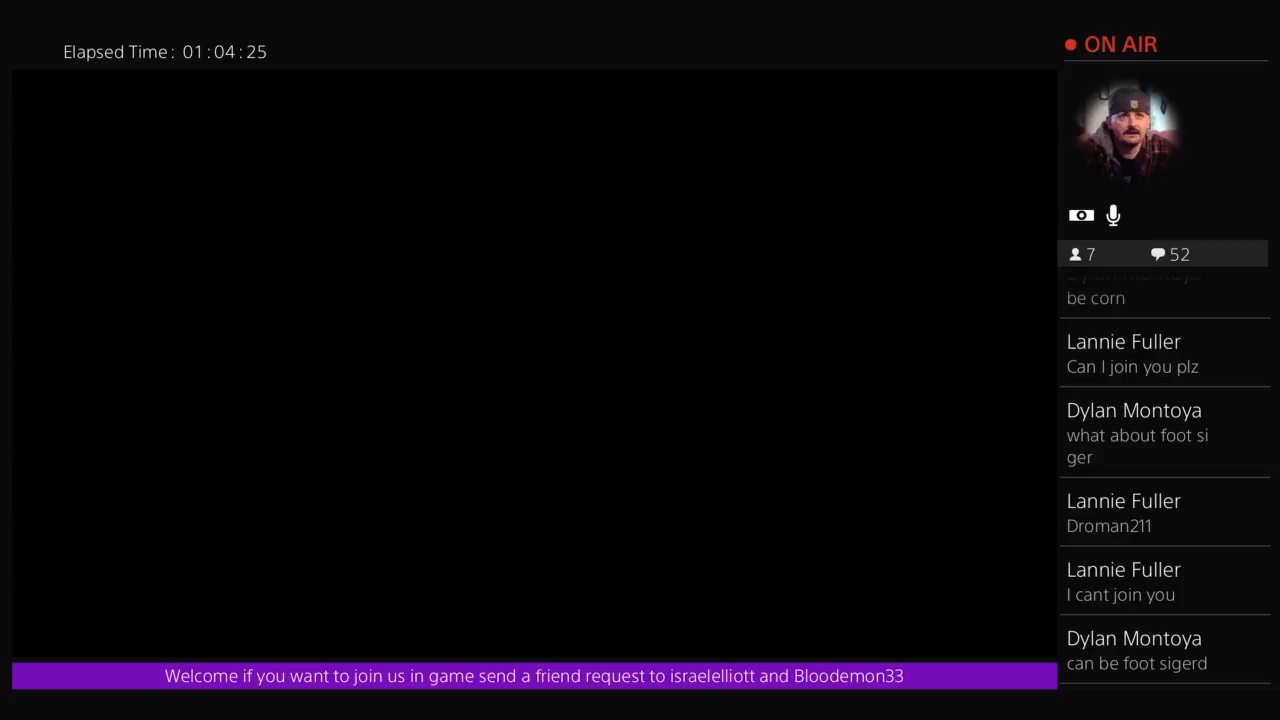 Elapsed Time: 01:04:25
ON AIR
7 52
be corn
Lannie Fuller
Can I join you plz
Dylan Montoya
what about foot si
ger
Lannie Fuller
Droman211
Lannie Fuller
I cant join you
Dylan Montoya
can be foot sigerd
Welcome if you want to join us in game send a friend request to israelelliott and Bloodemon33